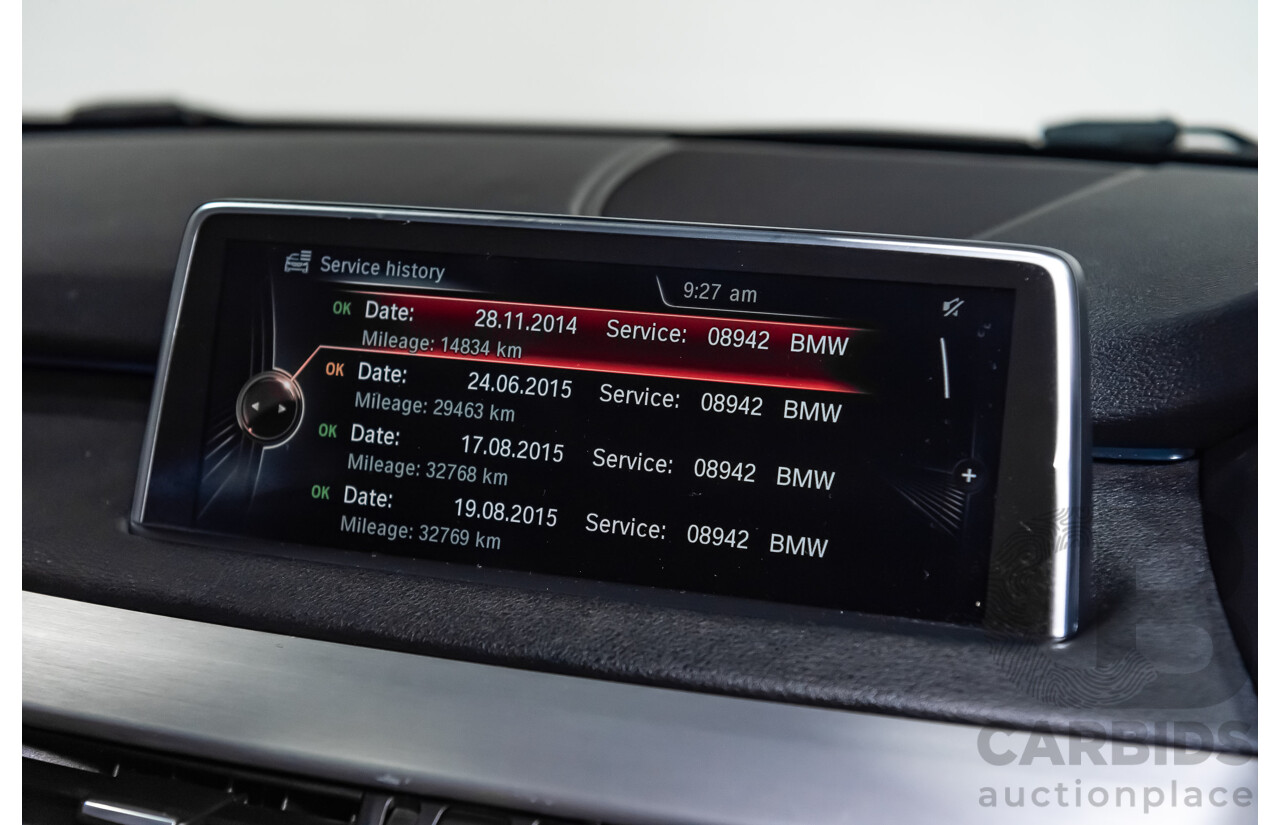 Service history
9:27 am
OK Date: 28.11.2014 Service: 08942 BMW
Mileage: 14834 km
OK Date: 24.06.2015 Service: 08942 BMW
Mileage: 29463 km
OK Date: 17.08.2015 Service: 08942 BMW
Mileage: 32768 km
OK Date: 19.08.2015 Service: 08942 BMW
Mileage: 32769 km
CARBIDS
auctionplace